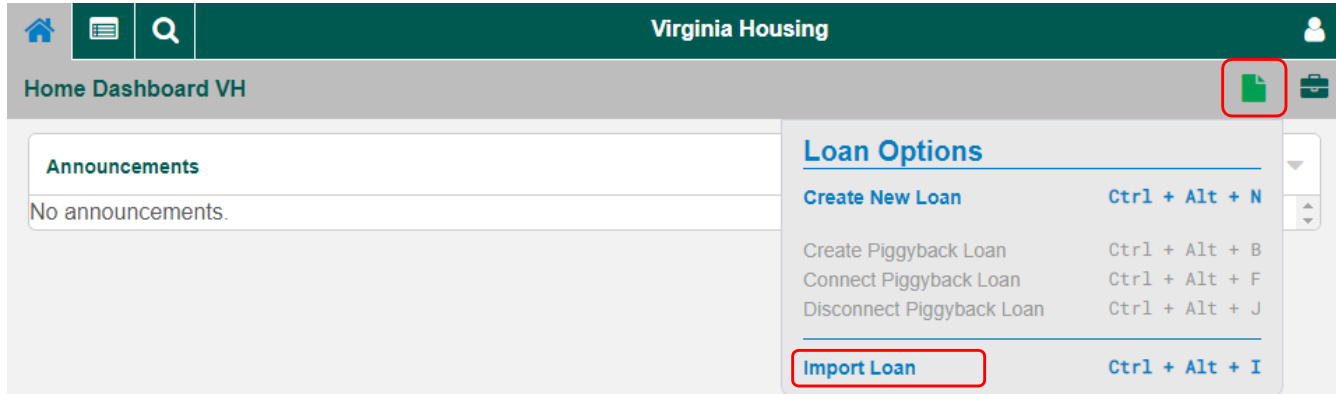 Virginia Housing
Home Dashboard VH
Announcements
No announcements.
Loan Options
Create New Loan Ctrl + Alt + N
Create Piggyback Loan Ctrl + Alt + B
Connect Piggyback Loan Ctrl + Alt + F
Disconnect Piggyback Loan Ctrl + Alt + J
Import Loan Ctrl + Alt + I